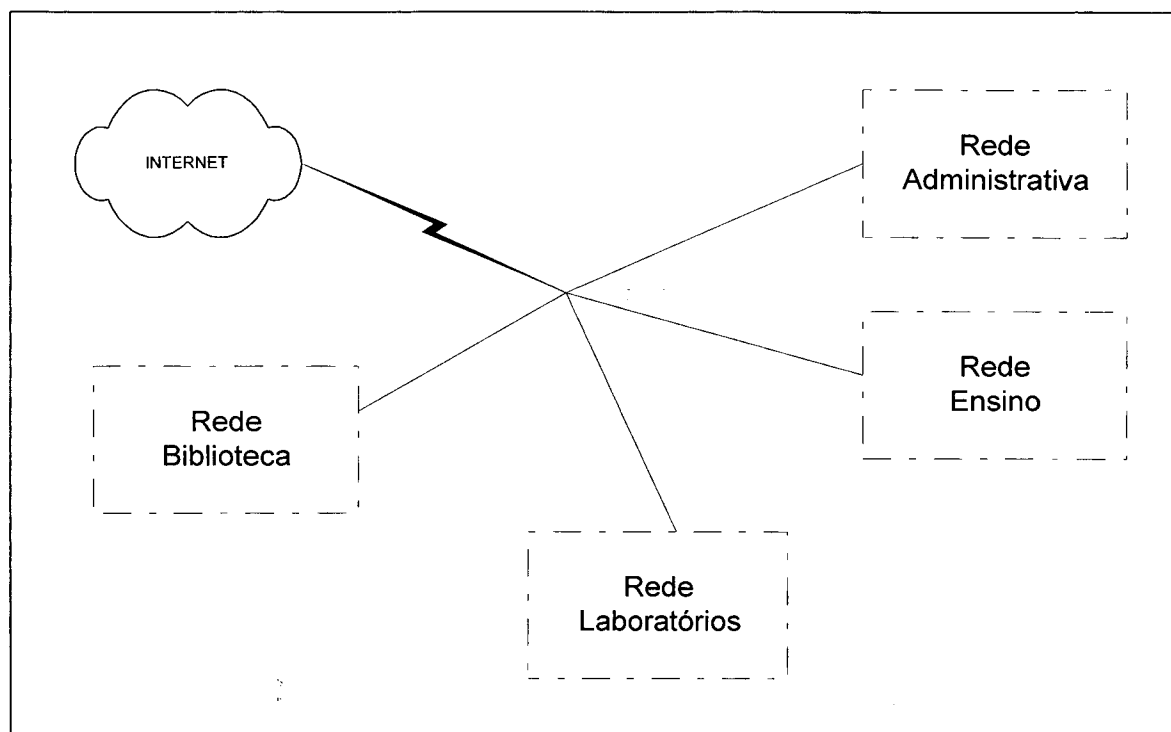 INTERNET
Rede
Administrativa
Rede
Ensino
Rede
Biblioteca
Rede
Laboratórios